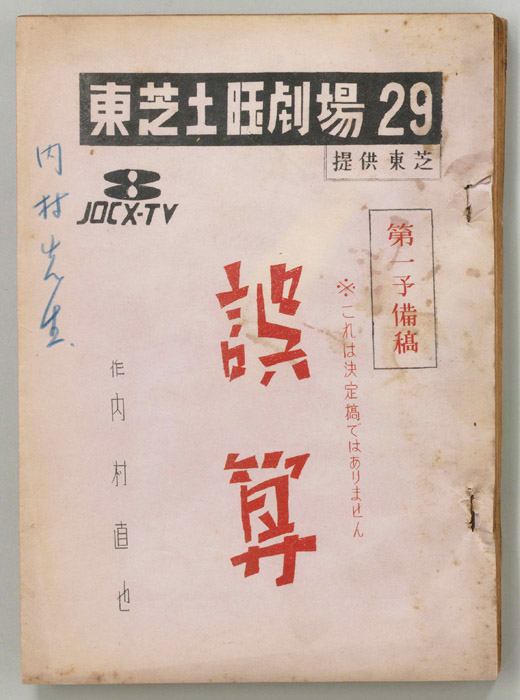 東芝土曜劇場 29
提供東芝
8
JOCX-TV
第一予備稿
※これは決定稿ではありません
誤算
作 内村直也
内村先生